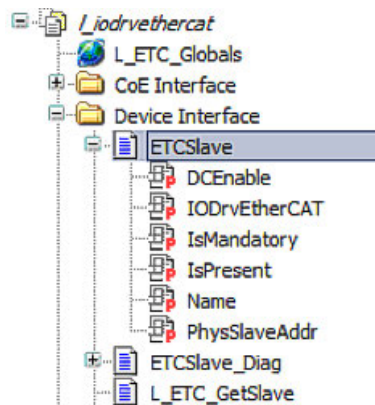 l_iodrvethercat
L_ETC_Globals
CoE Interface
Device Interface
ETCSlave
DCEnable
IODrvEtherCAT
IsMandatory
IsPresent
Name
PhysSlaveAddr
ETCSlave_Diag
L_ETC_GetSlave